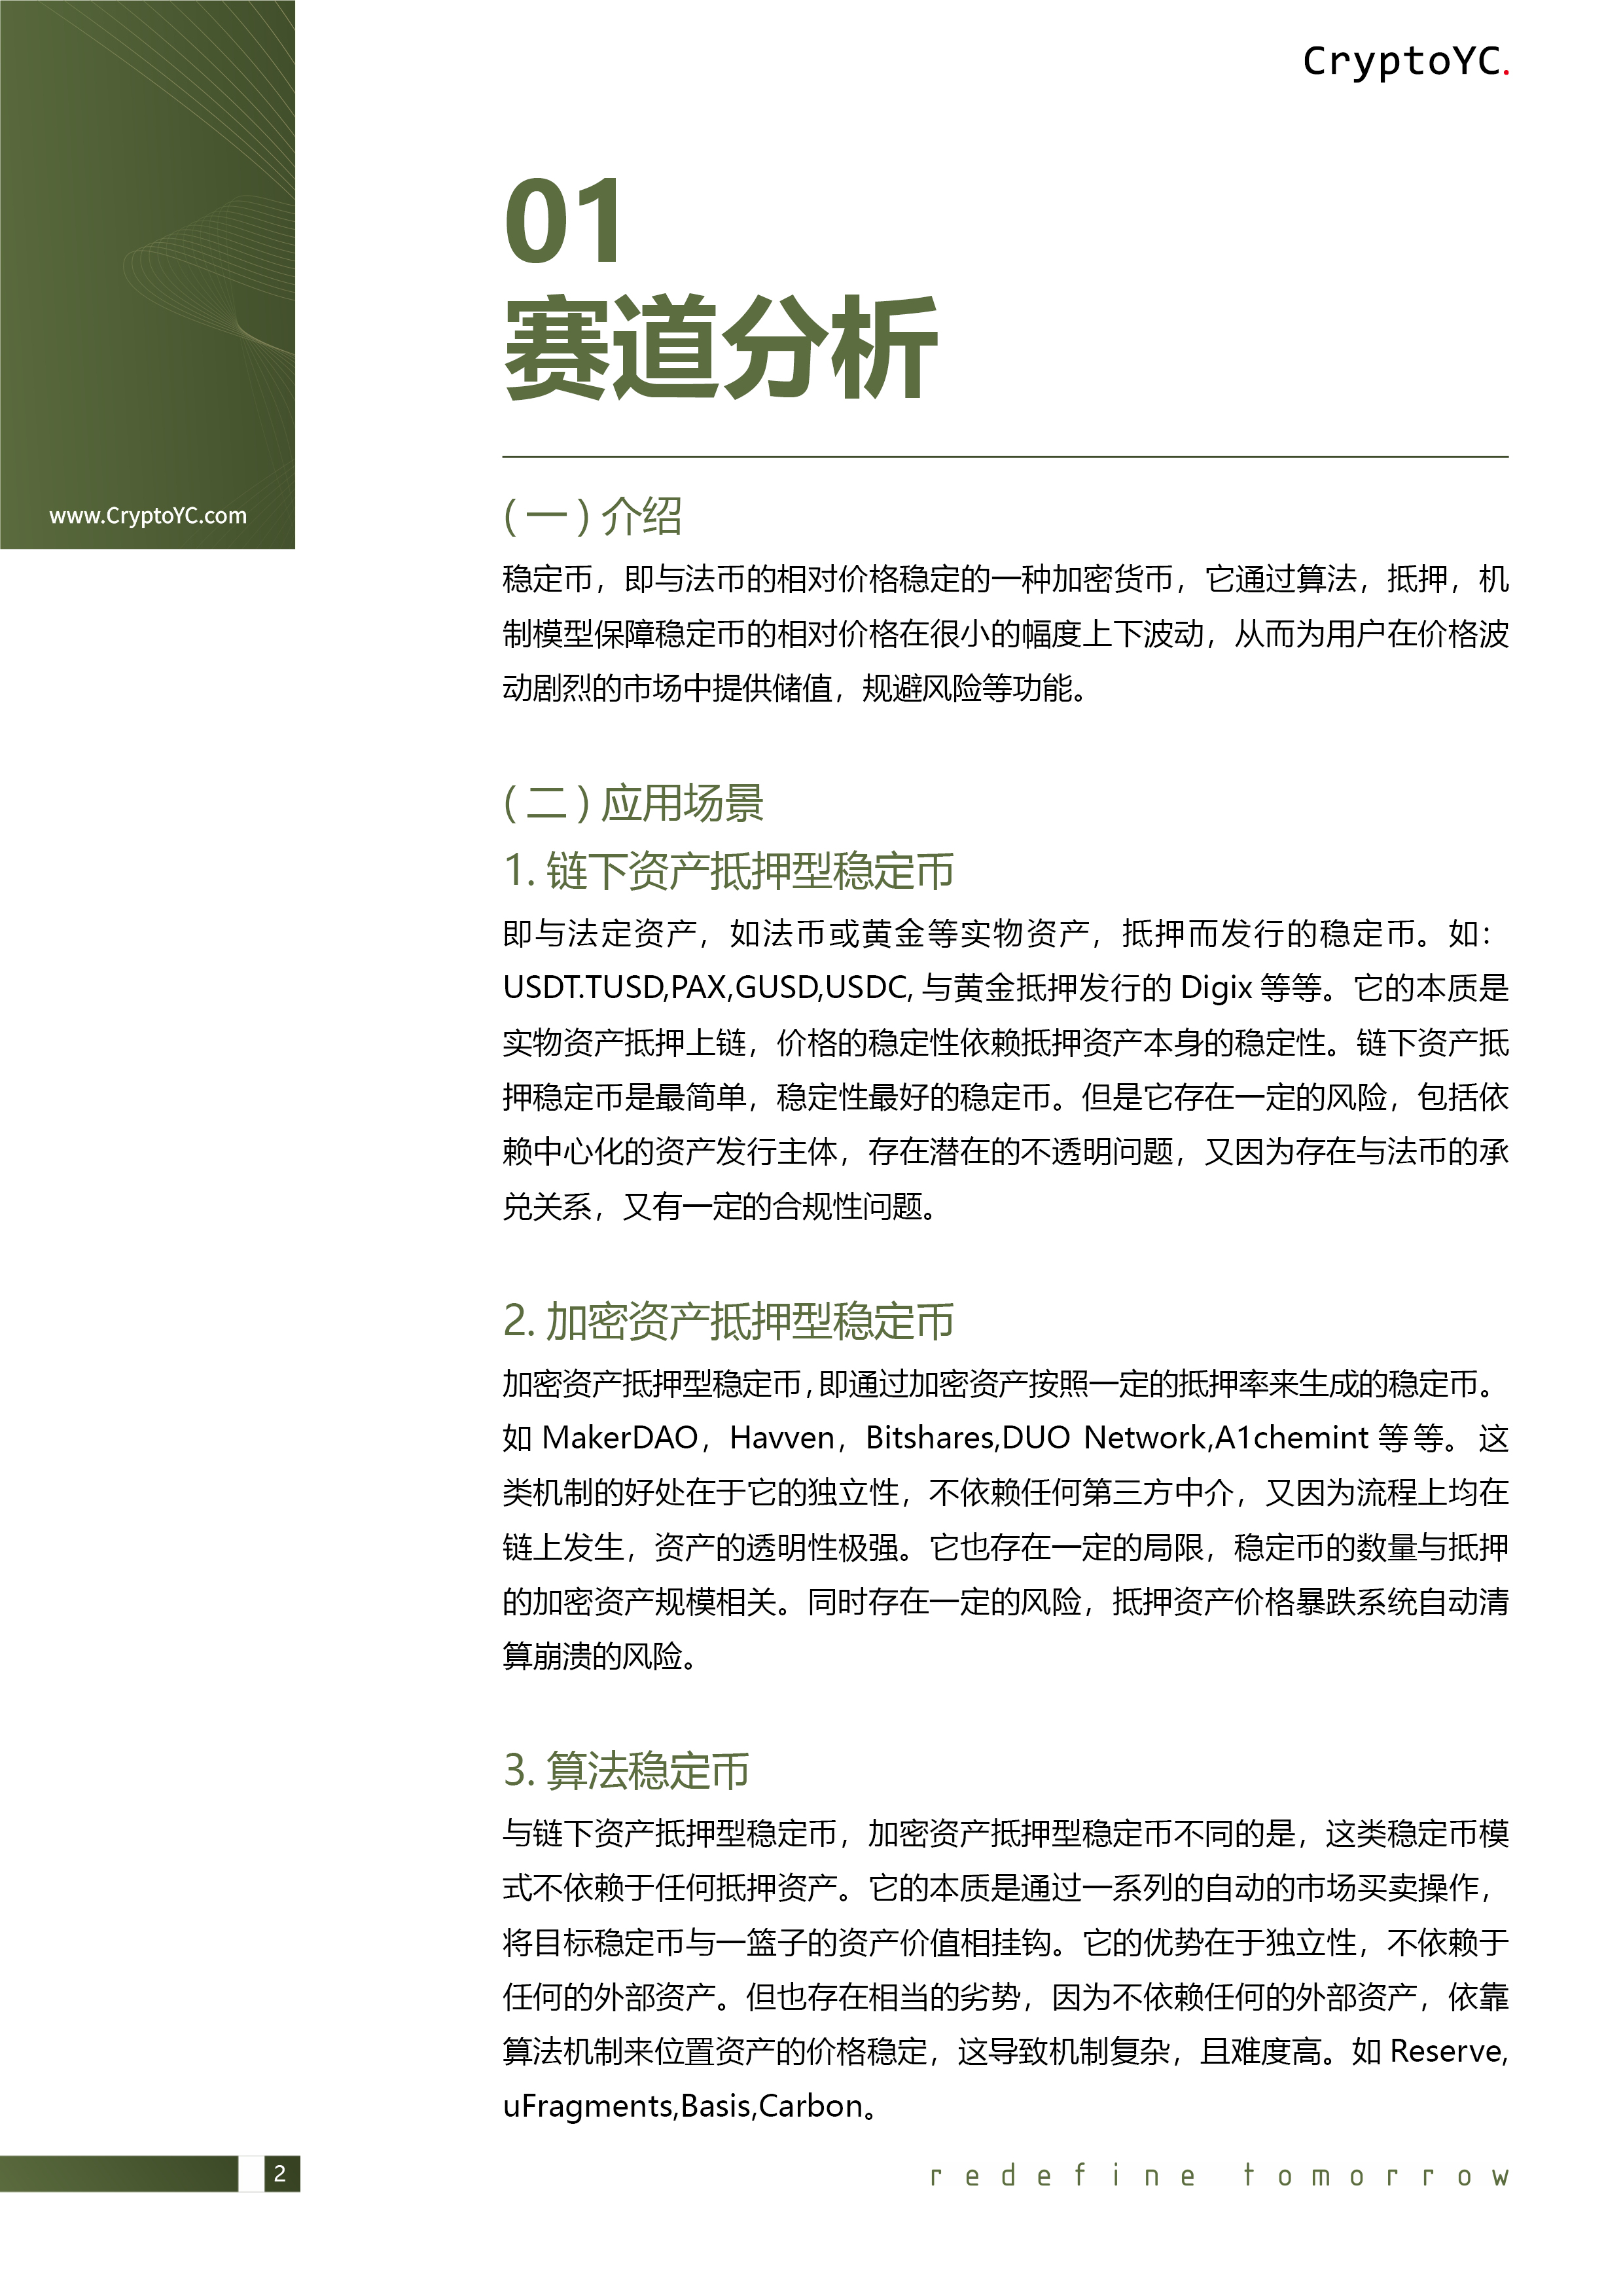 CryptoYC.
01
赛道分析
www.CryptoYC.com
(一)介绍
稳定币，即与法币的相对价格稳定的一种加密货币，它通过算法，抵押，机
制模型保障稳定币的相对价格在很小的幅度上下波动，从而为用户在价格波
动剧烈的市场中提供储值，规避风险等功能。
(二)应用场景
1. 链下资产抵押型稳定币
即与法定资产，如法币或黄金等实物资产，抵押而发行的稳定币。如：
USDT.TUSD,PAX,GUSD,USDC, 与黄金抵押发行的 Digix 等等。它的本质是
实物资产抵押上链，价格的稳定性依赖抵押资产本身的稳定性。链下资产抵
押稳定币是最简单，稳定性最好的稳定币。但是它存在一定的风险，包括依
赖中心化的资产发行主体，存在潜在的不透明问题，又因为存在与法币的承
兑关系，又有一定的合规性问题。
2. 加密资产抵押型稳定币
加密资产抵押型稳定币，即通过加密资产按照一定的抵押率来生成的稳定币。
如 MakerDAO，Havven，Bitshares,DUO Network,A1chemint 等等。这
类机制的好处在于它的独立性，不依赖任何第三方中介，又因为流程上均在
链上发生，资产的透明性极强。它也存在一定的局限，稳定币的数量与抵押
的加密资产规模相关。同时存在一定的风险，抵押资产价格暴跌系统自动清
算崩溃的风险。
3. 算法稳定币
与链下资产抵押型稳定币，加密资产抵押型稳定币不同的是，这类稳定币模
式不依赖于任何抵押资产。它的本质是通过一系列的自动的市场买卖操作，
将目标稳定币与一篮子的资产价值相挂钩。它的优势在于独立性，不依赖于
任何的外部资产。但也存在相当的劣势，因为不依赖任何的外部资产，依靠
算法机制来位置资产的价格稳定，这导致机制复杂，且难度高。如 Reserve,
uFragments,Basis,Carbon。
2
redefine tomorrow